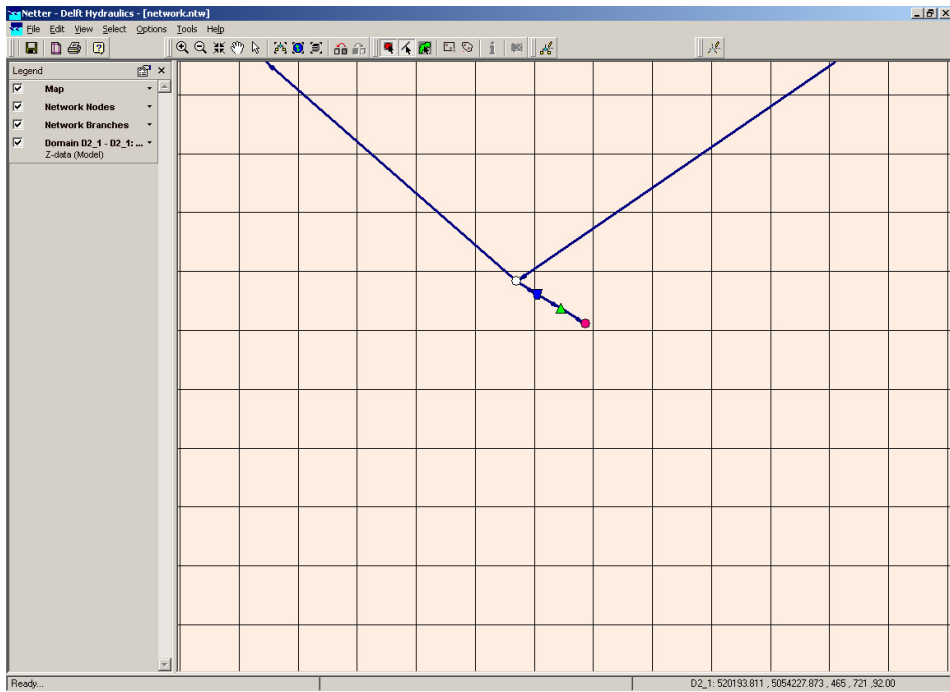 Netter - Delft Hydraulics - [network.ntw]
File Edit View Select Options Tools Help
Legend
Map
Network Nodes
Network Branches
Domain D2_1 - D2_1: ...
Z-data (Model)
Ready...
D2_1: 520193.811 , 5054227.873 , 465 , 721 ,92.00